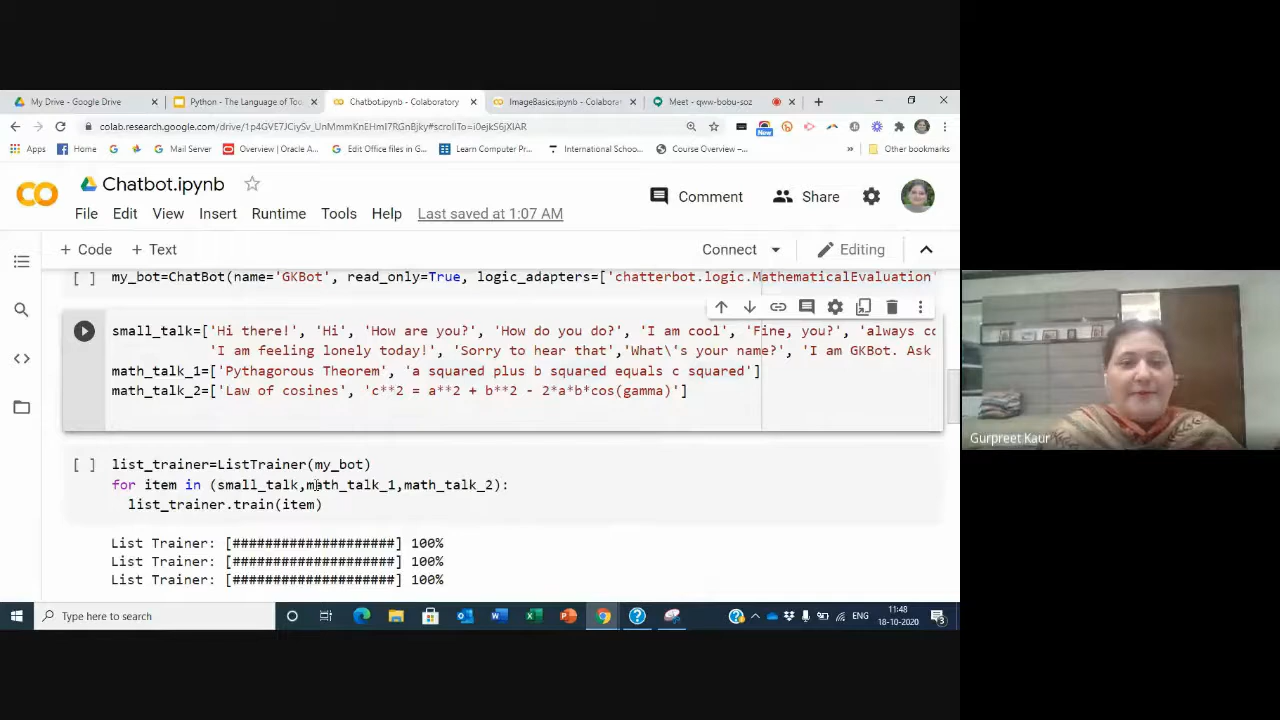 My Drive - Google Drive
Python - The Language of Too
Chatbot.ipynb - Colaboratory
ImageBasics.ipynb - Colabora
Meet - qww-bobu-soz
colab.research.google.com/drive/1p4GVE7JCiySv_UnMmmKnEHmI7RGnBjky#scrollTo=i0ejkS6jXIAR
New
Apps
Home
Mail Server
Overview | Oracle A...
Edit Office files in G...
Learn Computer Pr...
International Schoo...
Course Overview –...
»
Other bookmarks
CO
Chatbot.ipynb
Comment
Share
File
Edit
View
Insert
Runtime
Tools
Help
Last saved at 1:07 AM
+ Code
+ Text
Connect
Editing
[ ] my_bot=ChatBot(name='GKBot', read_only=True, logic_adapters=['chatterbot.logic.MathematicalEvaluation'
small_talk=['Hi there!', 'Hi', 'How are you?', 'How do you do?', 'I am cool', 'Fine, you?', 'always co
'I am feeling lonely today!', 'Sorry to hear that','What\'s your name?', 'I am GKBot. Ask
math_talk_1=['Pythagorous Theorem', 'a squared plus b squared equals c squared']
math_talk_2=['Law of cosines', 'c**2 = a**2 + b**2 - 2*a*b*cos(gamma)']
[ ] list_trainer=ListTrainer(my_bot)
for item in (small_talk,math_talk_1,math_talk_2):
list_trainer.train(item)
List Trainer: [####################] 100%
List Trainer: [####################] 100%
List Trainer: [####################] 100%
Gurpreet Kaur
Type here to search
ENG
11:48
18-10-2020
3